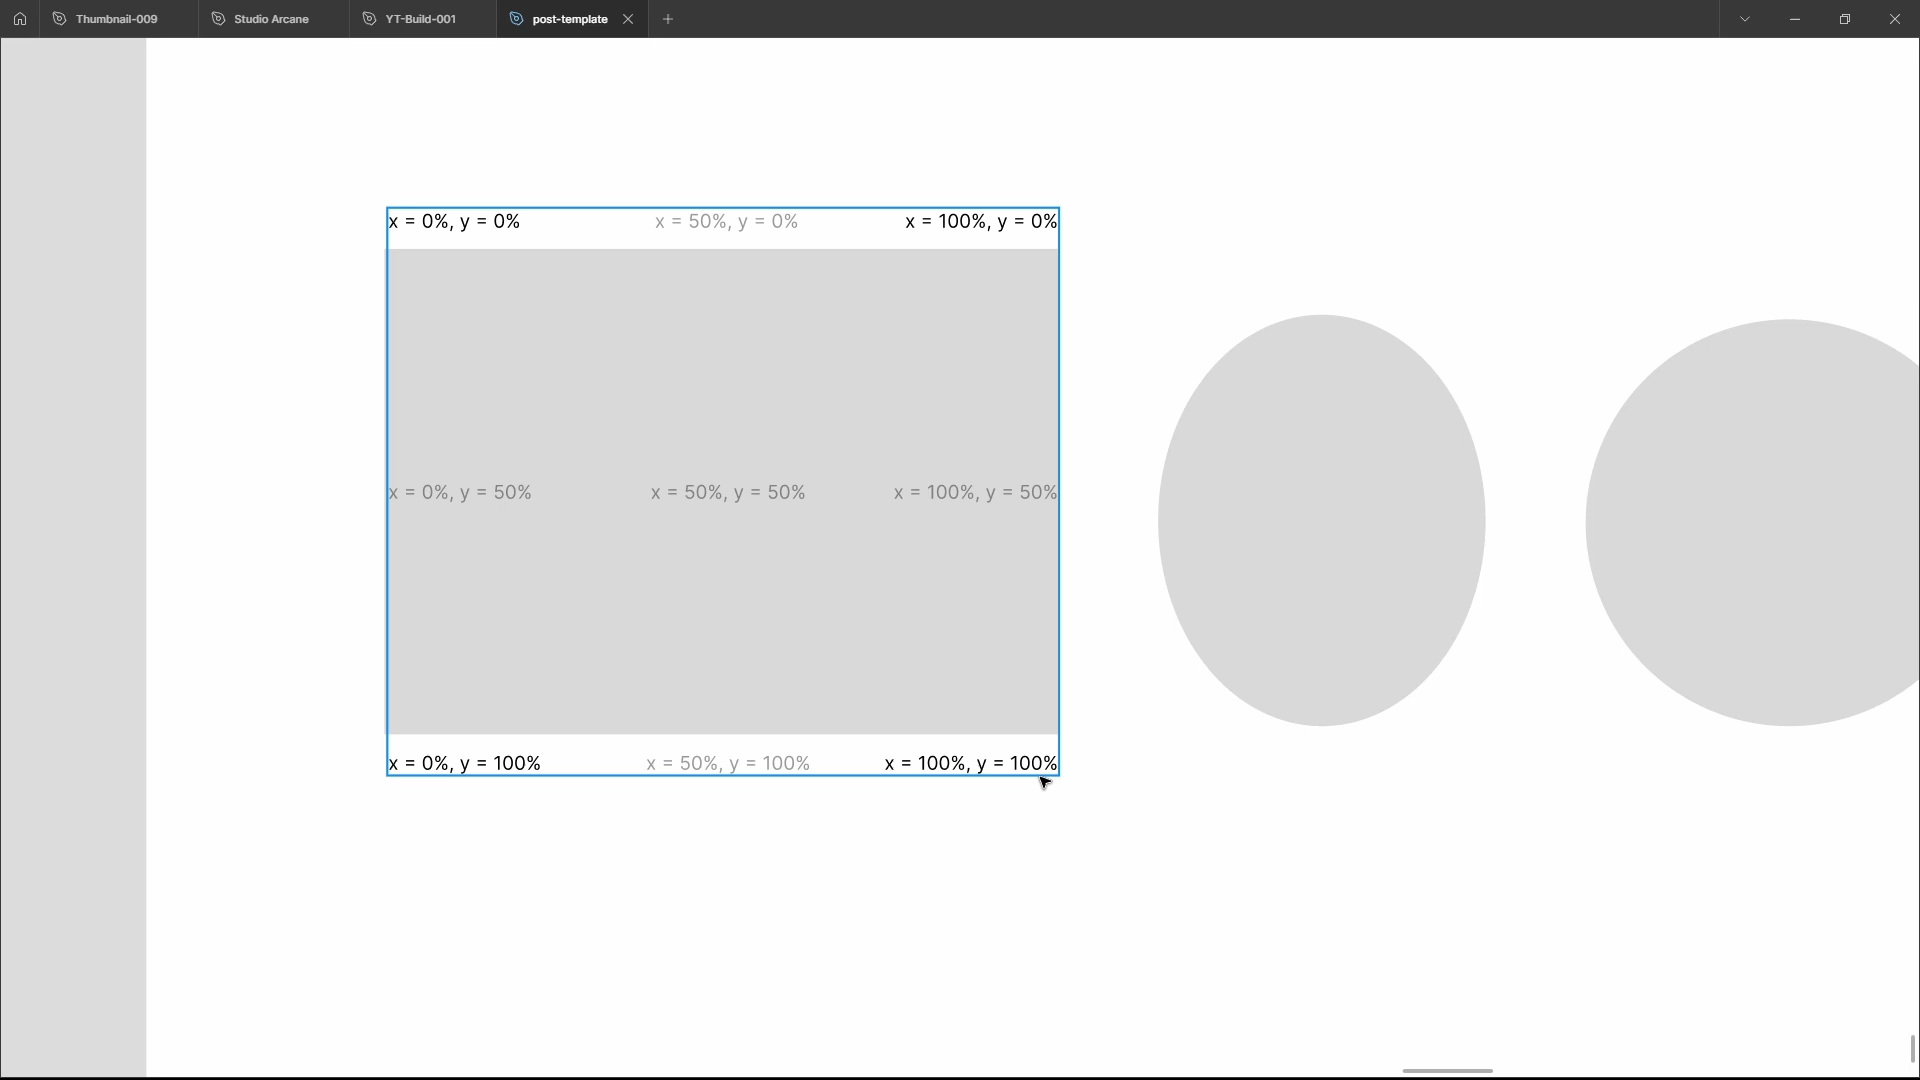 Thumbnail-009 Studio Arcane YT-Build-001 post-template
x = 0%, y = 0% x = 50%, y = 0% x = 100%, y = 0%
x = 0%, y = 50% x = 50%, y = 50% x = 100%, y = 50%
x = 0%, y = 100% x = 50%, y = 100% x = 100%, y = 100%